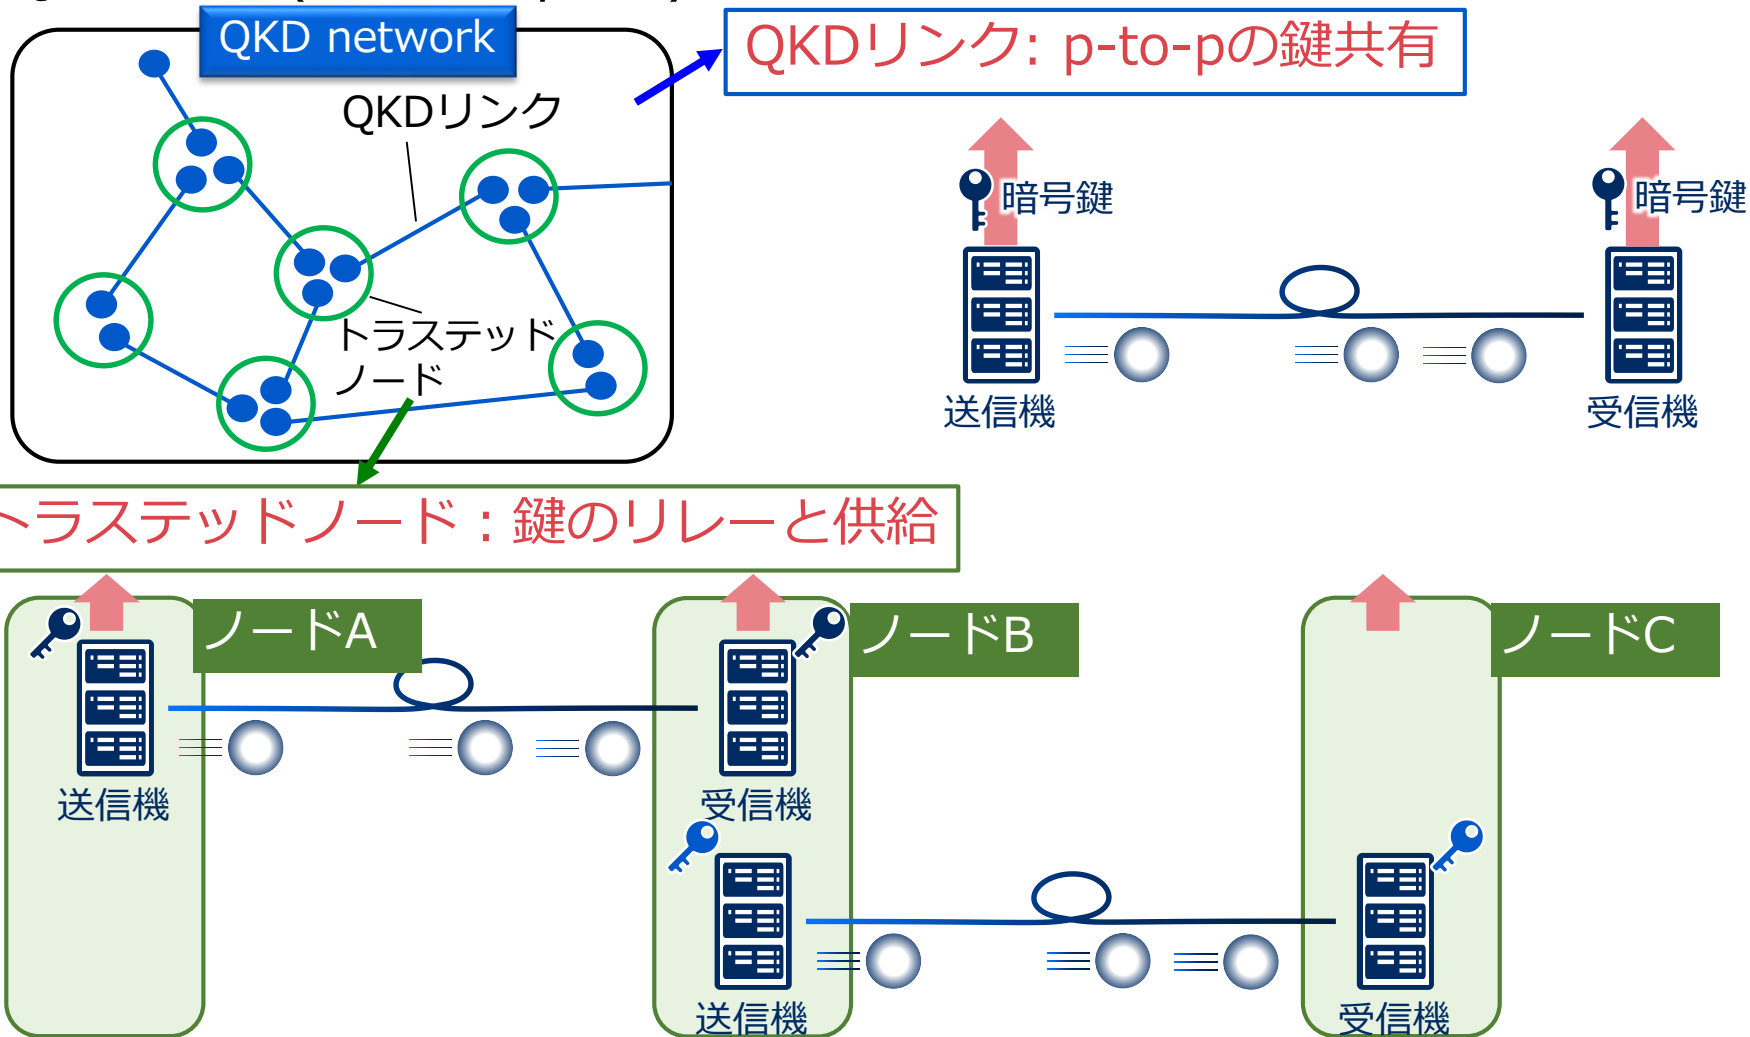 QKD network
QKDリンク: p-to-pの鍵共有
QKDリンク
トラステッド
ノード
暗号鍵
暗号鍵
送信機
受信機
トラステッドノード：鍵のリレーと供給
ノードA
ノードB
ノードC
送信機
受信機
送信機
受信機